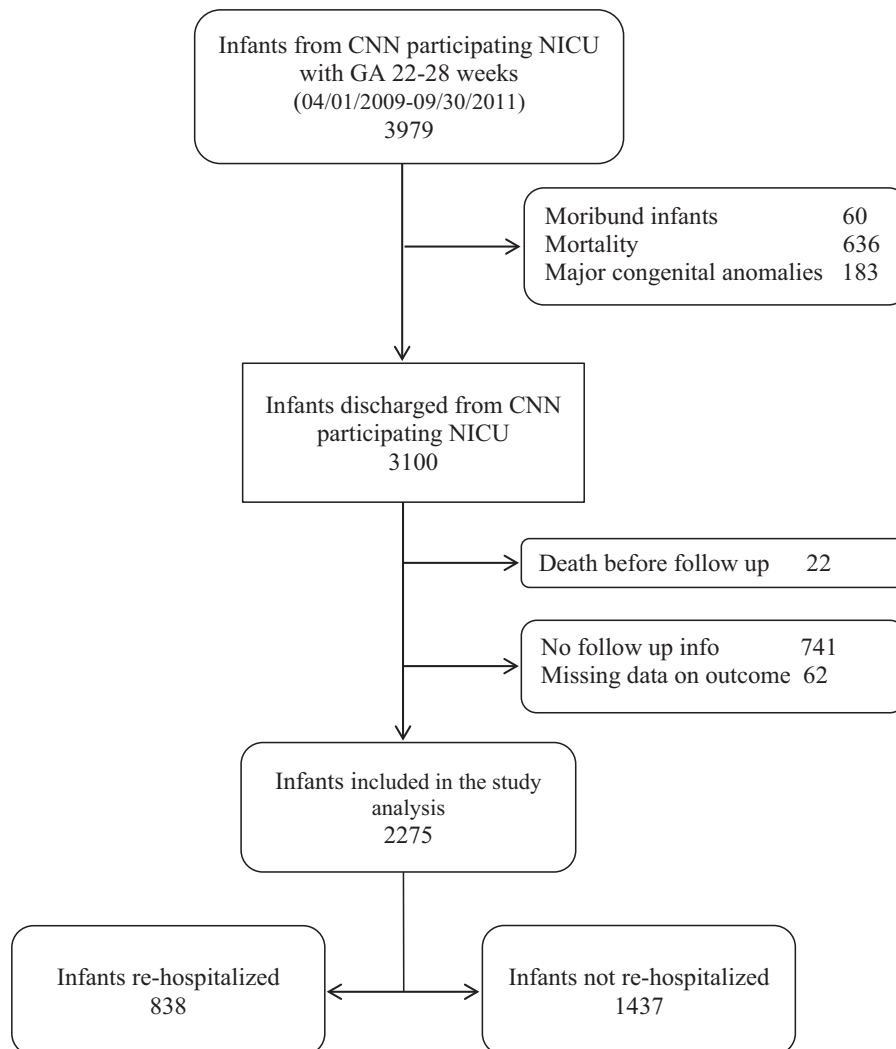 Infants from CNN participating NICU
with GA 22-28 weeks
(04/01/2009-09/30/2011)
3979
Moribund infants 60
Mortality 636
Major congenital anomalies 183
Infants discharged from CNN
participating NICU
3100
Death before follow up 22
No follow up info 741
Missing data on outcome 62
Infants included in the study
analysis
2275
Infants re-hospitalized
838
Infants not re-hospitalized
1437